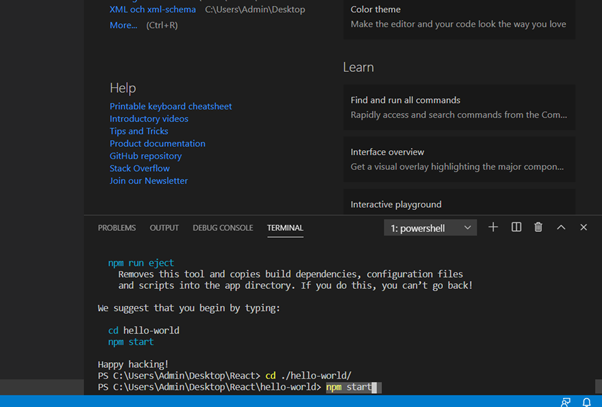 XML och xml-schema C:\Users\Admin\Desktop
More... (Ctrl+R)
Help
Printable keyboard cheatsheet
Introductory videos
Tips and Tricks
Product documentation
GitHub repository
Stack Overflow
Join our Newsletter
Color theme
Make the editor and your code look the way you love
Learn
Find and run all commands
Rapidly access and search commands from the Com...
Interface overview
Get a visual overlay highlighting the major compon...
Interactive playground
PROBLEMS OUTPUT DEBUG CONSOLE TERMINAL 1: powershell
npm run eject
Removes this tool and copies build dependencies, configuration files
and scripts into the app directory. If you do this, you can’t go back!
We suggest that you begin by typing:
cd hello-world
npm start
Happy hacking!
PS C:\Users\Admin\Desktop\React> cd ./hello-world/
PS C:\Users\Admin\Desktop\React\hello-world> npm start